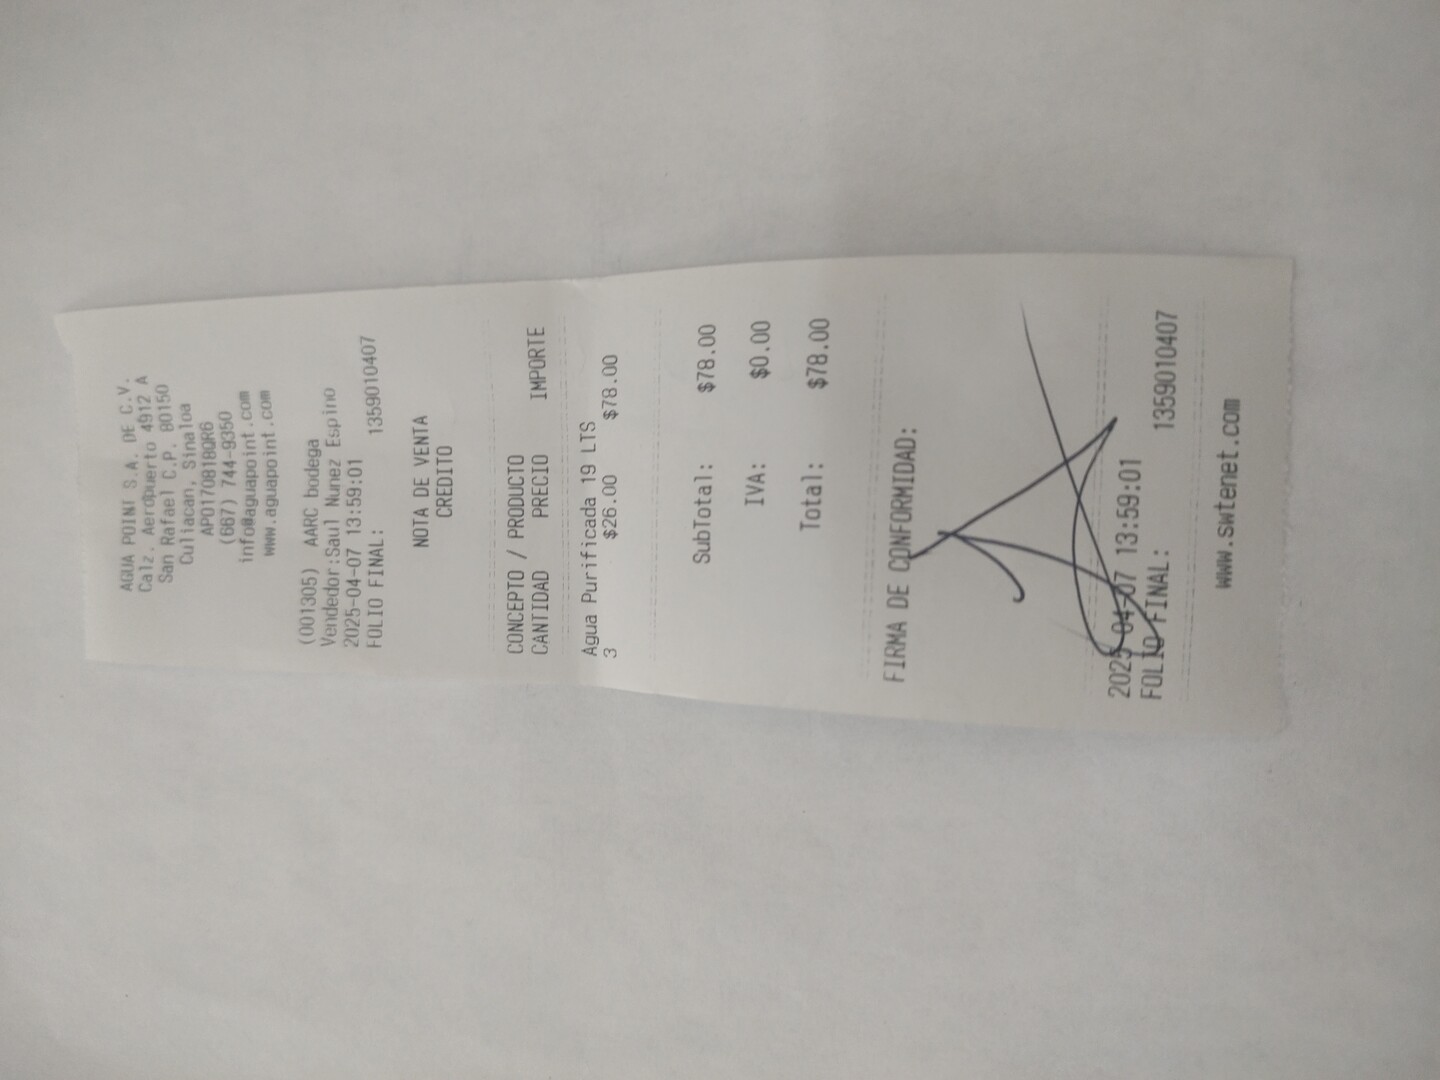 AGUA POINT S.A. DE C.V.
Calz. Aeropuerto 4912 A
San Rafael C.P. 80150
Culiacan, Sinaloa
APO170818QR6
(667) 744-9350
info@aguapoint.com
www.aguapoint.com
(001305) AARC bodega
Vendedor:Saul Nunez Espino
2025-04-07 13:59:01
FOLIO FINAL: 1359010407
NOTA DE VENTA
CREDITO
CONCEPTO / PRODUCTO
CANTIDAD PRECIO IMPORTE
Agua Purificada 19 LTS
3 $26.00 $78.00
SubTotal: $78.00
IVA: $0.00
Total: $78.00
FIRMA DE CONFORMIDAD:
2025-04-07 13:59:01
FOLIO FINAL: 1359010407
www.swtenet.com